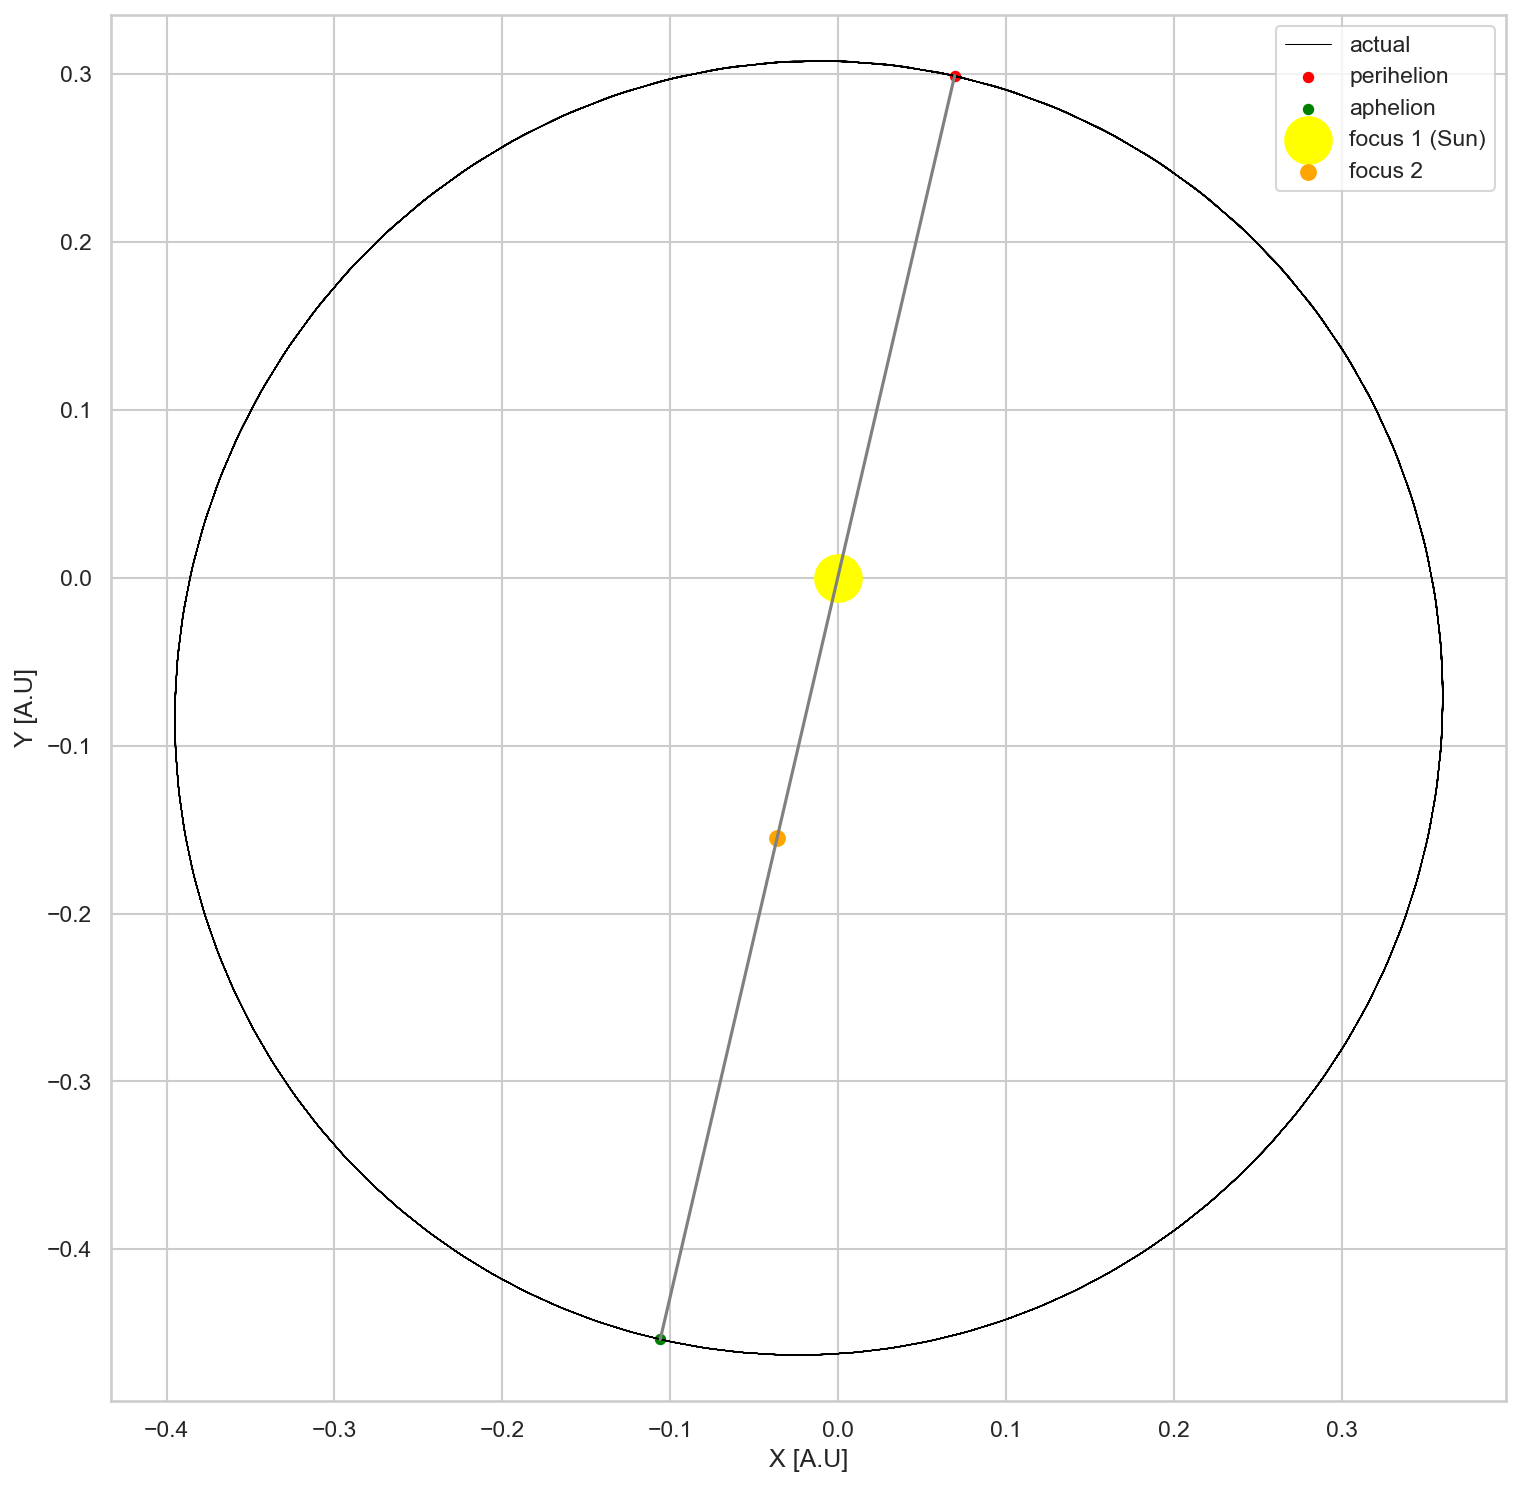 actual
perihelion
aphelion
focus 1 (Sun)
focus 2
0.3
0.2
0.1
0.0
−0.1
−0.2
−0.3
−0.4
Y [A.U]
−0.4 −0.3 −0.2 −0.1 0.0 0.1 0.2 0.3
X [A.U]